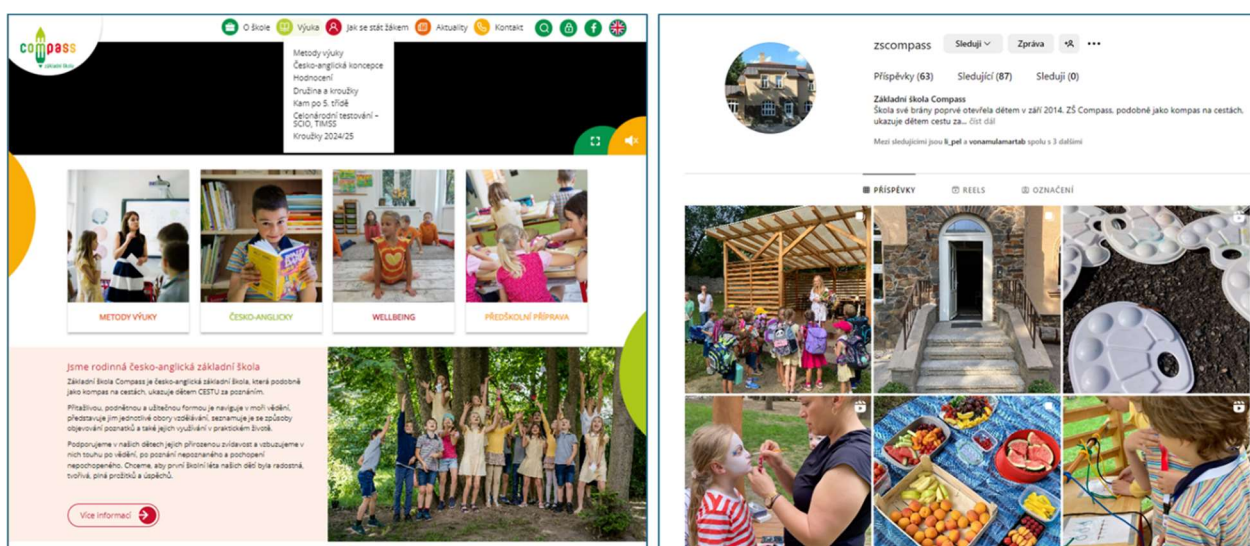 compass
základní škola
O škole
Výuka
Jak se stát žákem
Aktuality
Kontakt
Metody výuky
Česko-anglická koncepce
Hodnocení
Družina a kroužky
Kam po 5. třídě
Celonárodní testování –
SCIO, TIMSS
Kroužky 2024/25
METODY VÝUKY
ČESKO-ANGLICKY
WELLBEING
PŘEDŠKOLNÍ PŘÍPRAVA
Jsme rodinná česko-anglická základní škola
Základní škola Compass je česko-anglická základní škola, která podobně
jako kompas na cestách, ukazuje dětem CESTU za poznáním.
Přitažlivou, podnětnou a užitečnou formou je naviguje v moři vědění,
představuje jim jednotlivé obory vzdělávání, seznamuje je se způsoby
objevování poznatků a také jejich využívání v praktickém životě.
Podporujeme v našich dětech jejich přirozenou zvídavost a vzbuzujeme v
nich touhu po vědění, po poznání nepoznaného a pochopení
nepochopeného. Chceme, aby první školní léta našich dětí byla radostná,
tvořivá, plná prožitků a úspěchů.
Více informací
zscompass
Sleduji
Zpráva
Příspěvky (63)
Sledující (87)
Sleduji (0)
Základní škola Compass
Škola své brány poprvé otevřela dětem v září 2014. ZŠ Compass, podobně jako kompas na cestách,
ukazuje dětem cestu za... číst dál
Mezi sledujícími jsou li_pel a vonamulamartab spolu s 3 dalšími
PŘÍSPĚVKY
REELS
OZNAČENÍ